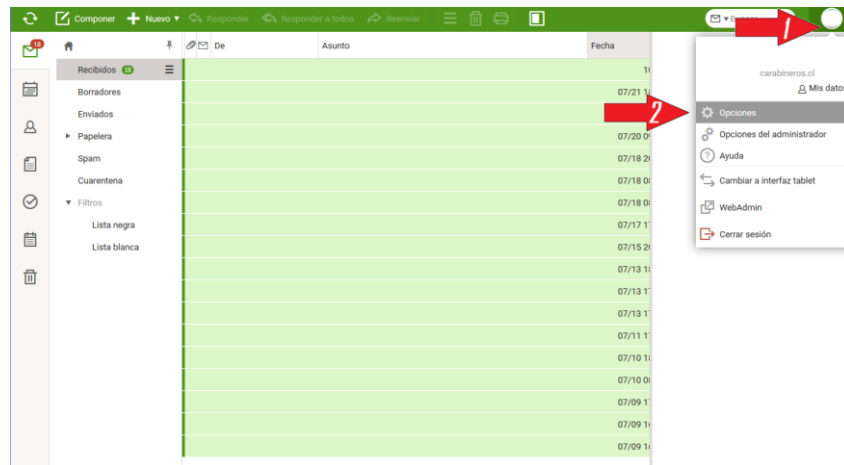 Componer Nuevo Responder Responder a todos Reenviar
1
18
De Asunto Fecha
Recibidos 18
Borradores
Enviados
Papelera
Spam
Cuarentena
Filtros
Lista negra
Lista blanca
07/21
07/20
07/18
07/18
07/18
07/17
07/15
07/13
07/13
07/13
07/11
07/10
07/10
07/09
07/09
07/09
carabineros.cl
Mis datos
2
Opciones
Opciones del administrador
? Ayuda
Cambiar a interfaz tablet
WebAdmin
Cerrar sesión